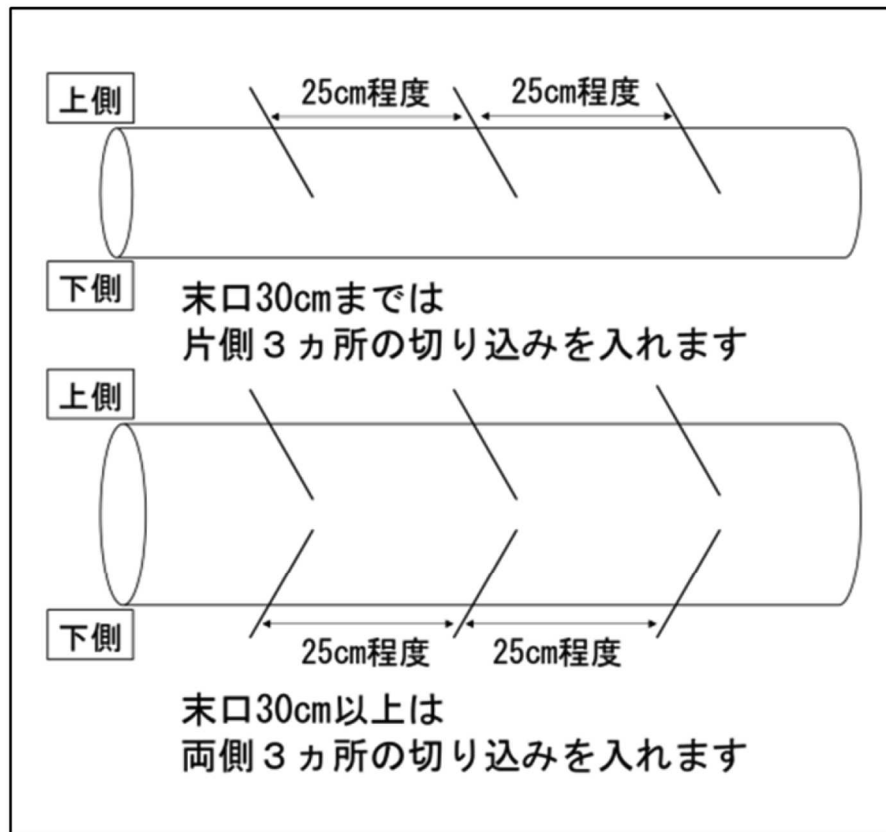 上側
25cm程度
25cm程度
下側
末口30cmまでは
片側３ヵ所の切り込みを入れます
上側
下側
25cm程度
25cm程度
末口30cm以上は
両側３ヵ所の切り込みを入れます